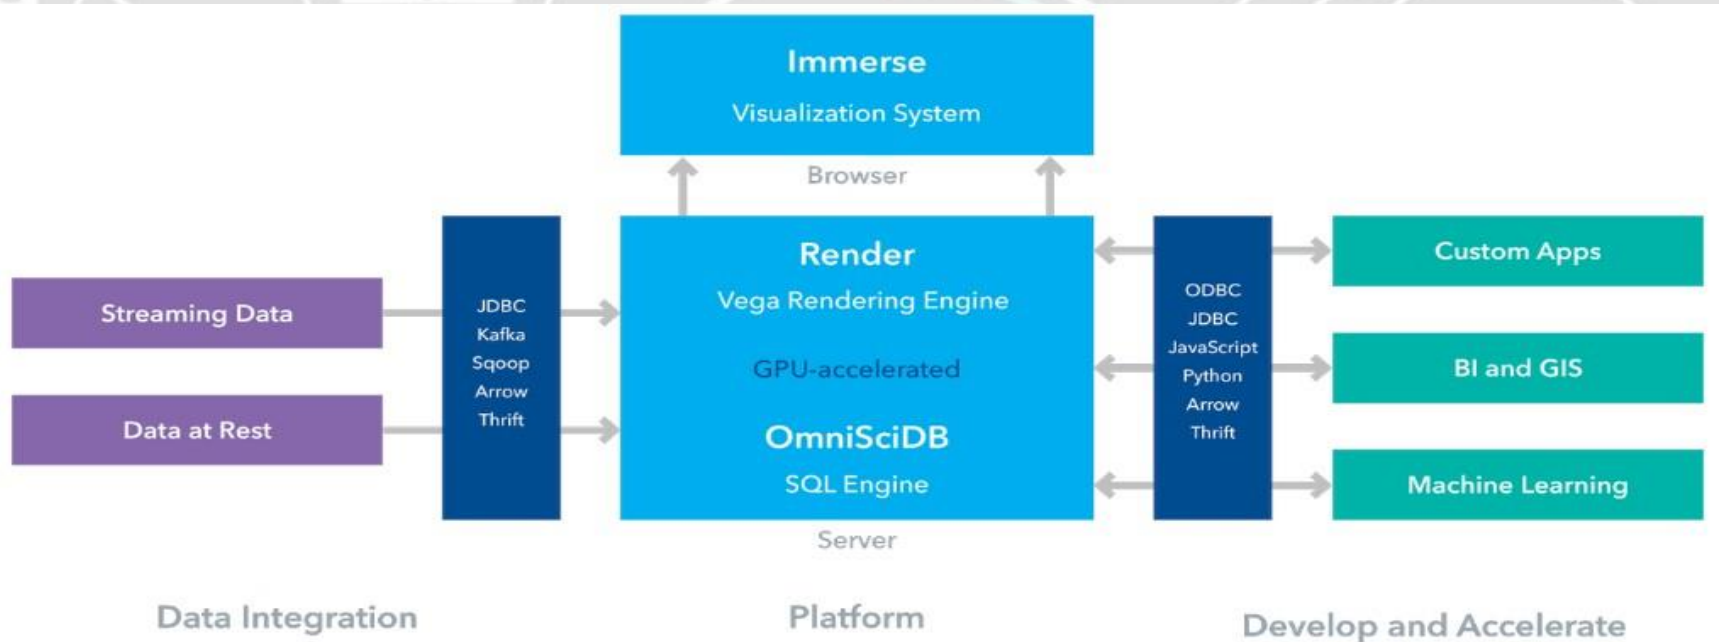 Immerse
Visualization System
Browser
Streaming Data
Data at Rest
JDBC
Kafka
Sqoop
Arrow
Thrift
Render
Vega Rendering Engine
GPU-accelerated
OmniSciDB
SQL Engine
Server
ODBC
JDBC
JavaScript
Python
Arrow
Thrift
Custom Apps
BI and GIS
Machine Learning
Data Integration
Platform
Develop and Accelerate